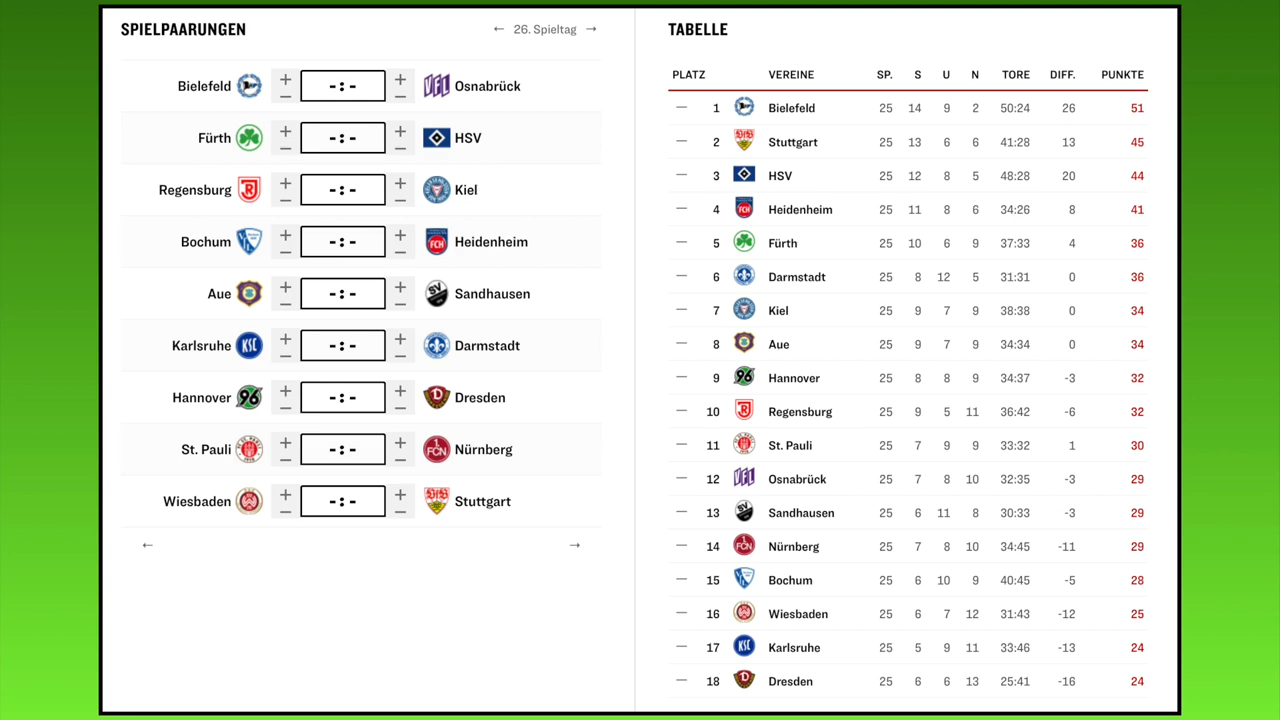 SPIELPAARUNGEN
← 26. Spieltag →
Bielefeld + − -:- + − Osnabrück
Fürth + − -:- + − HSV
Regensburg + − -:- + − Kiel
Bochum + − -:- + − Heidenheim
Aue + − -:- + − Sandhausen
Karlsruhe + − -:- + − Darmstadt
Hannover + − -:- + − Dresden
St. Pauli + − -:- + − Nürnberg
Wiesbaden + − -:- + − Stuttgart
← →
TABELLE
PLATZ VEREINE SP. S U N TORE DIFF. PUNKTE
— 1 Bielefeld 25 14 9 2 50:24 26 51
— 2 Stuttgart 25 13 6 6 41:28 13 45
— 3 HSV 25 12 8 5 48:28 20 44
— 4 Heidenheim 25 11 8 6 34:26 8 41
— 5 Fürth 25 10 6 9 37:33 4 36
— 6 Darmstadt 25 8 12 5 31:31 0 36
— 7 Kiel 25 9 7 9 38:38 0 34
— 8 Aue 25 9 7 9 34:34 0 34
— 9 Hannover 25 8 8 9 34:37 -3 32
— 10 Regensburg 25 9 5 11 36:42 -6 32
— 11 St. Pauli 25 7 9 9 33:32 1 30
— 12 Osnabrück 25 7 8 10 32:35 -3 29
— 13 Sandhausen 25 6 11 8 30:33 -3 29
— 14 Nürnberg 25 7 8 10 34:45 -11 29
— 15 Bochum 25 6 10 9 40:45 -5 28
— 16 Wiesbaden 25 6 7 12 31:43 -12 25
— 17 Karlsruhe 25 5 9 11 33:46 -13 24
— 18 Dresden 25 6 6 13 25:41 -16 24